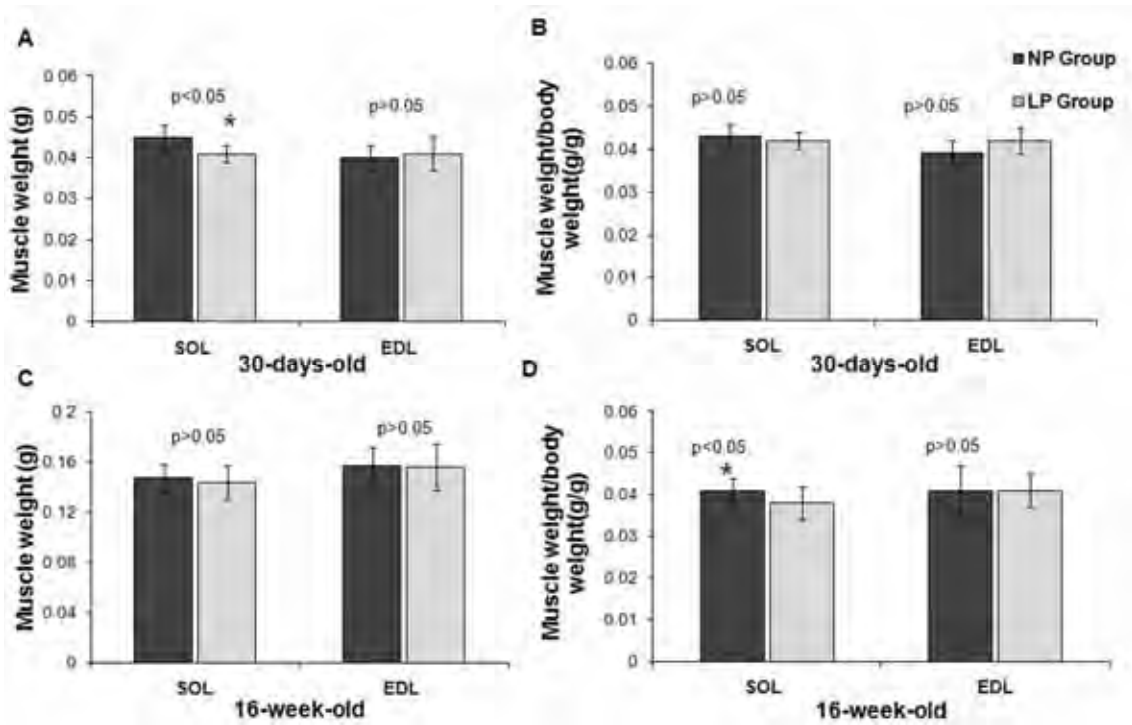 A
Muscle weight (g)
0.06
0.05
0.04
0.03
0.02
0.01
0
p<0.05
*
p>0.05
SOL
EDL
30-days-old
B
Muscle weight/body
weight(g/g)
0.06
0.05
0.04
0.03
0.02
0.01
0
p>0.05
p>0.05
NP Group
LP Group
SOL
EDL
30-days-old
C
Muscle weight (g)
0.2
0.16
0.12
0.08
0.04
0
p>0.05
p>0.05
SOL
EDL
16-week-old
D
Muscle weight/body
weight(g/g)
0.06
0.05
0.04
0.03
0.02
0.01
0
p<0.05
*
p>0.05
SOL
EDL
16-week-old